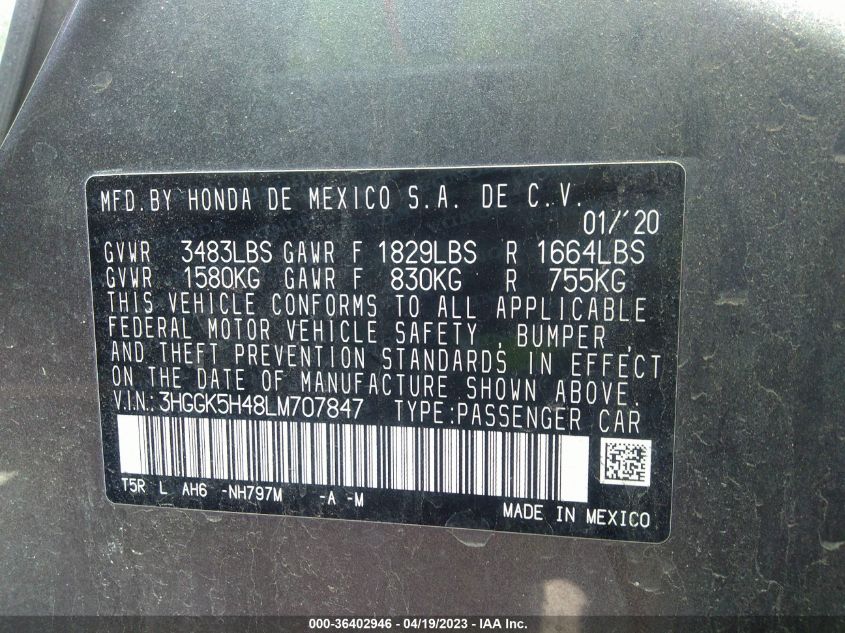 MFD.BY HONDA DE MEXICO S.A. DE C.V.
01/'20
GVWR 3483LBS GAWR F 1829LBS R 1664LBS
GVWR 1580KG GAWR F 830KG R 755KG
THIS VEHICLE CONFORMS TO ALL APPLICABLE
FEDERAL MOTOR VEHICLE SAFETY , BUMPER ,
AND THEFT PREVENTION STANDARDS IN EFFECT
ON THE DATE OF MANUFACTURE SHOWN ABOVE.
V.I.N.: 3HGGK5H48LM707847 TYPE:PASSENGER CAR
T5R L AH6 -NH797M -A -M
MADE IN MEXICO
000-36402946 - 04/19/2023 - IAA Inc.